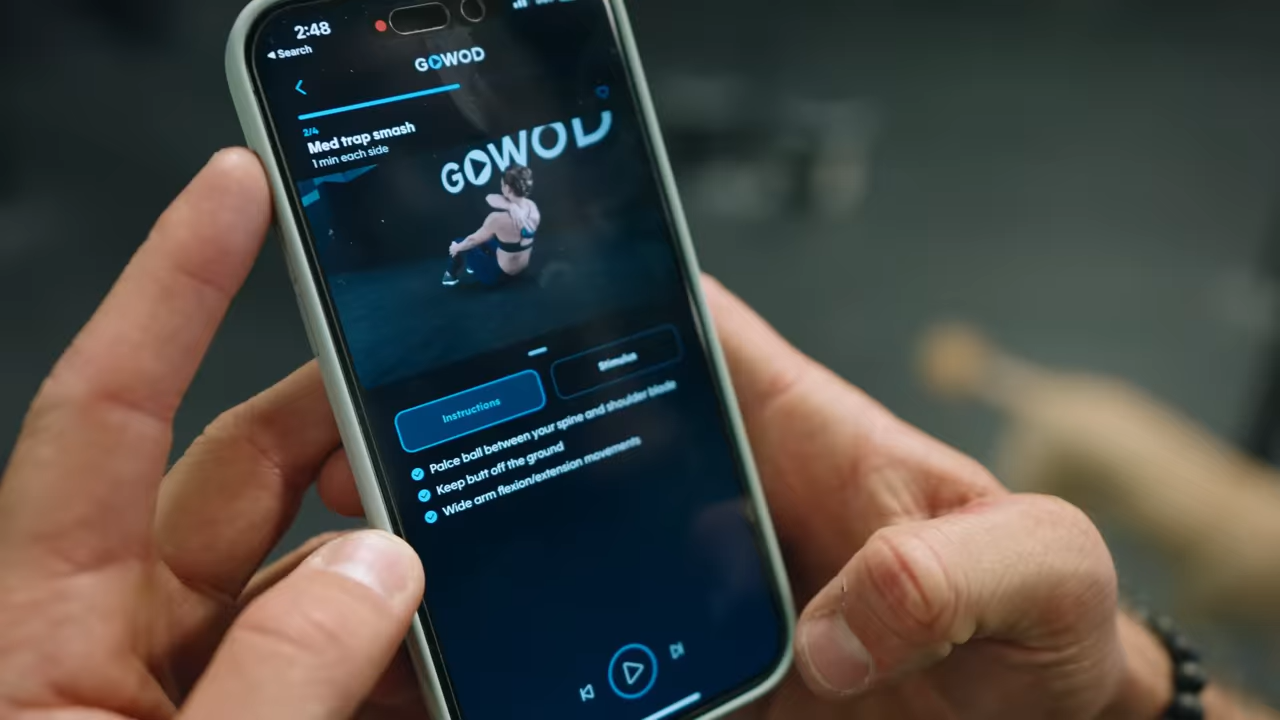 2:48
◀ Search
GOWOD
2/4
Med trap smash
1 min each side
GOWOD
Instructions
Stimulus
Palce ball between your spine and shoulder blade
Keep butt off the ground
Wide arm flexion/extension movements